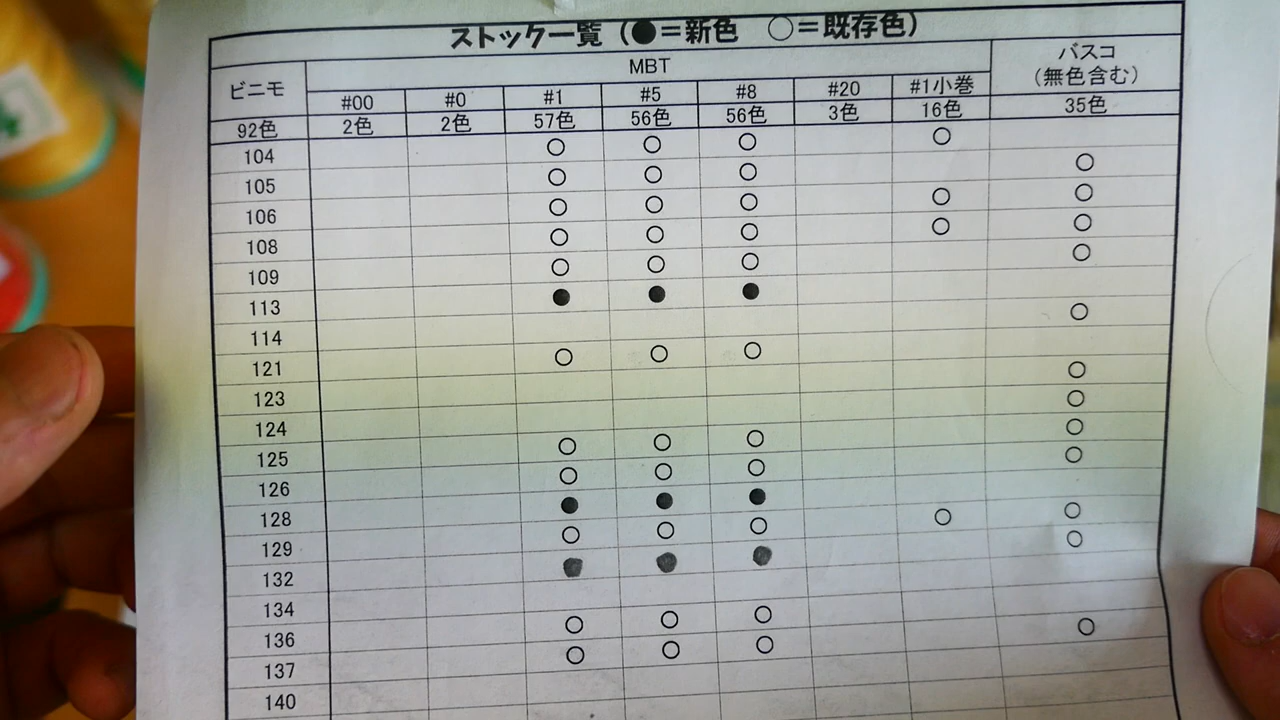 ストック一覧（●＝新色　○＝既存色）
ビニモ MBT バスコ
（無色含む）
#00 #0 #1 #5 #8 #20 #1小巻
92色 2色 2色 57色 56色 56色 3色 16色 35色
104 ○ ○ ○ ○
105 ○ ○ ○ ○
106 ○ ○ ○ ○ ○
108 ○ ○ ○ ○ ○
109 ○ ○ ○ ○
113 ● ● ●
114 ○
121 ○ ○ ○
123 ○
124 ○
125 ○ ○ ○ ○
126 ○ ○ ○ ○
128 ● ● ●
129 ○ ○ ○ ○ ○
132 ● ● ● ○
134
136 ○ ○ ○
137 ○ ○ ○ ○
140